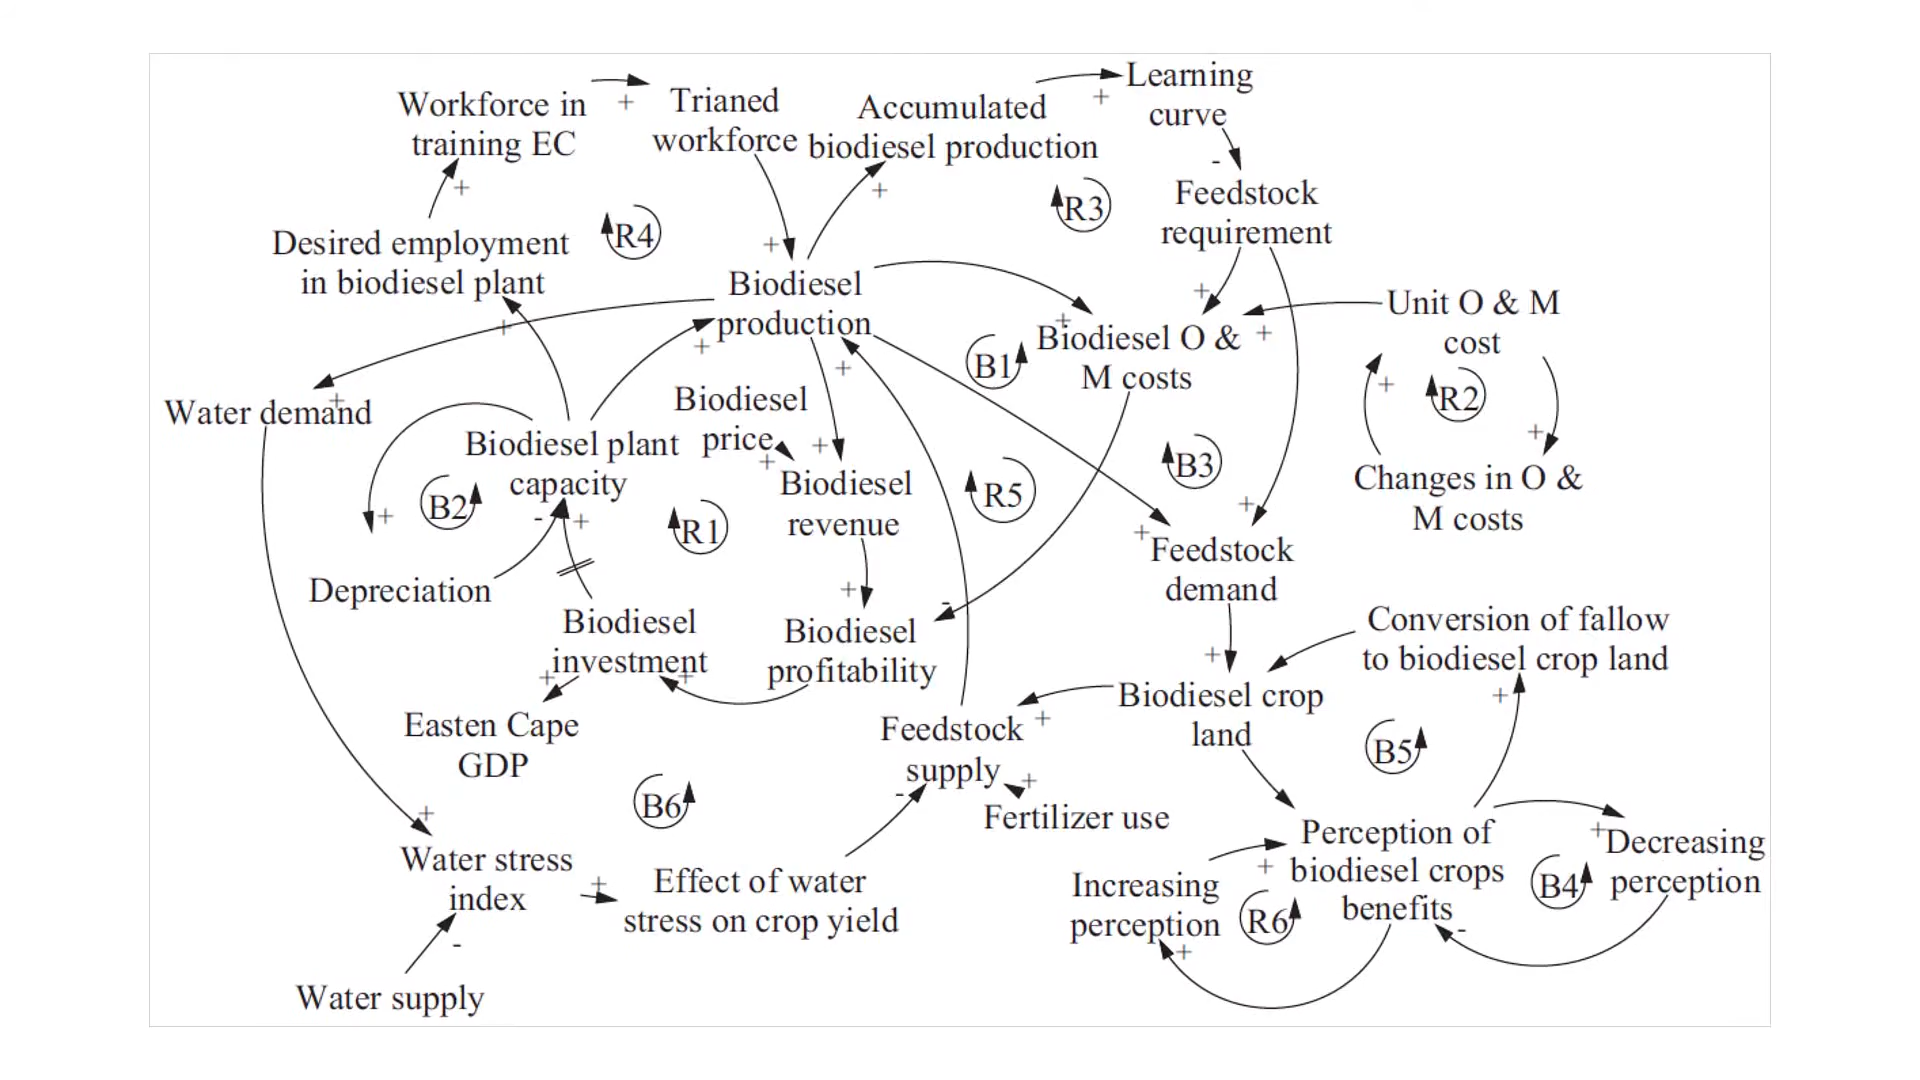 Workforce in
training EC
+
Trianed
workforce
Accumulated
biodiesel production
+
Learning
curve
-
Feedstock
requirement
+
+
R3
R4
Desired employment
in biodiesel plant
+
+
Biodiesel
production
+
+
+
Biodiesel O &
M costs
+
+
Unit O & M
cost
+
R2
+
Changes in O &
M costs
B1
Water demand
+
Biodiesel plant
capacity
Biodiesel
price
+
+
Biodiesel
revenue
B3
R5
B2
+
-
+
R1
+
+
Feedstock
demand
Depreciation
Biodiesel
investment
+
+
+
Biodiesel
profitability
-
Conversion of fallow
to biodiesel crop land
+
+
Biodiesel crop
land
Easten Cape
GDP
Feedstock
supply
+
-
+
Fertilizer use
B5
B6
+
Water stress
index
+
Effect of water
stress on crop yield
Increasing
perception
+
+
R6
Perception of
biodiesel crops
benefits
B4
+
Decreasing
perception
-
-
Water supply